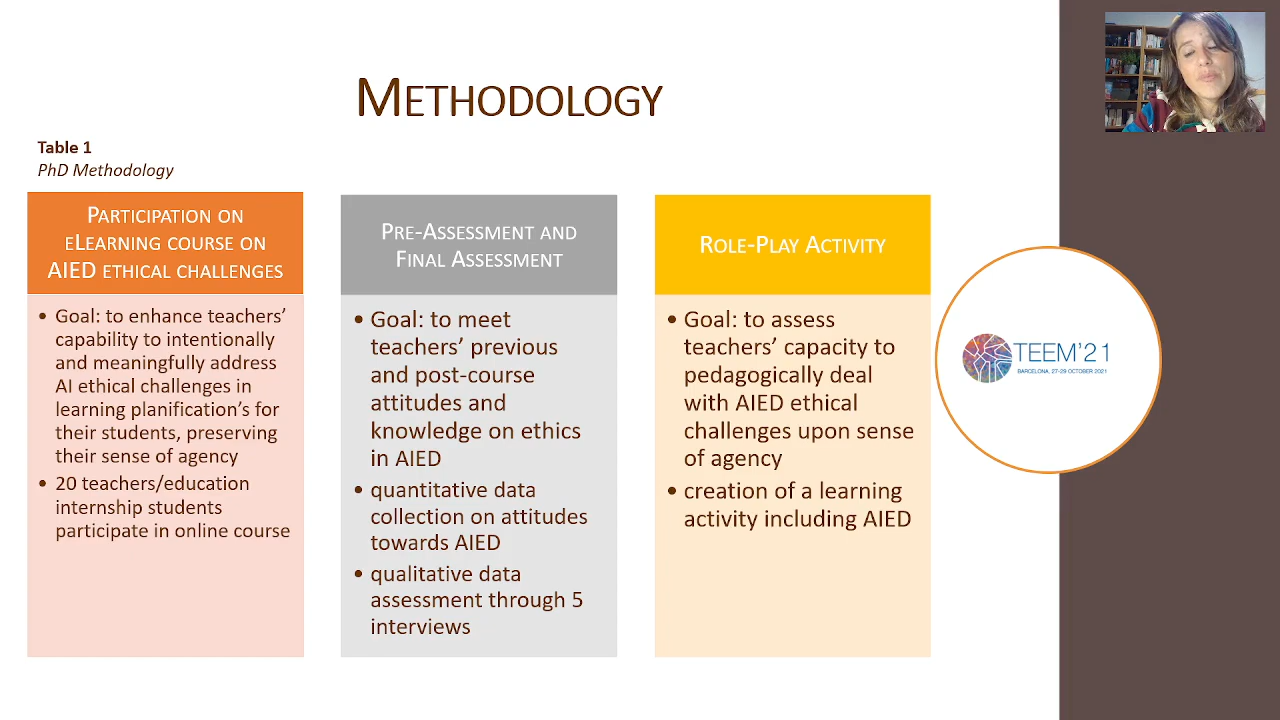 METHODOLOGY
Table 1
PhD Methodology
PARTICIPATION ON
ELEARNING COURSE ON
AIED ETHICAL CHALLENGES
• Goal: to enhance teachers’
capability to intentionally
and meaningfully address
AI ethical challenges in
learning planification’s for
their students, preserving
their sense of agency
• 20 teachers/education
internship students
participate in online course
PRE-ASSESSMENT AND
FINAL ASSESSMENT
• Goal: to meet
teachers’ previous
and post-course
attitudes and
knowledge on ethics
in AIED
• quantitative data
collection on attitudes
towards AIED
• qualitative data
assessment through 5
interviews
ROLE-PLAY ACTIVITY
• Goal: to assess
teachers’ capacity to
pedagogically deal
with AIED ethical
challenges upon sense
of agency
• creation of a learning
activity including AIED
TEEM’21
BARCELONA, 27-29 OCTOBER 2021